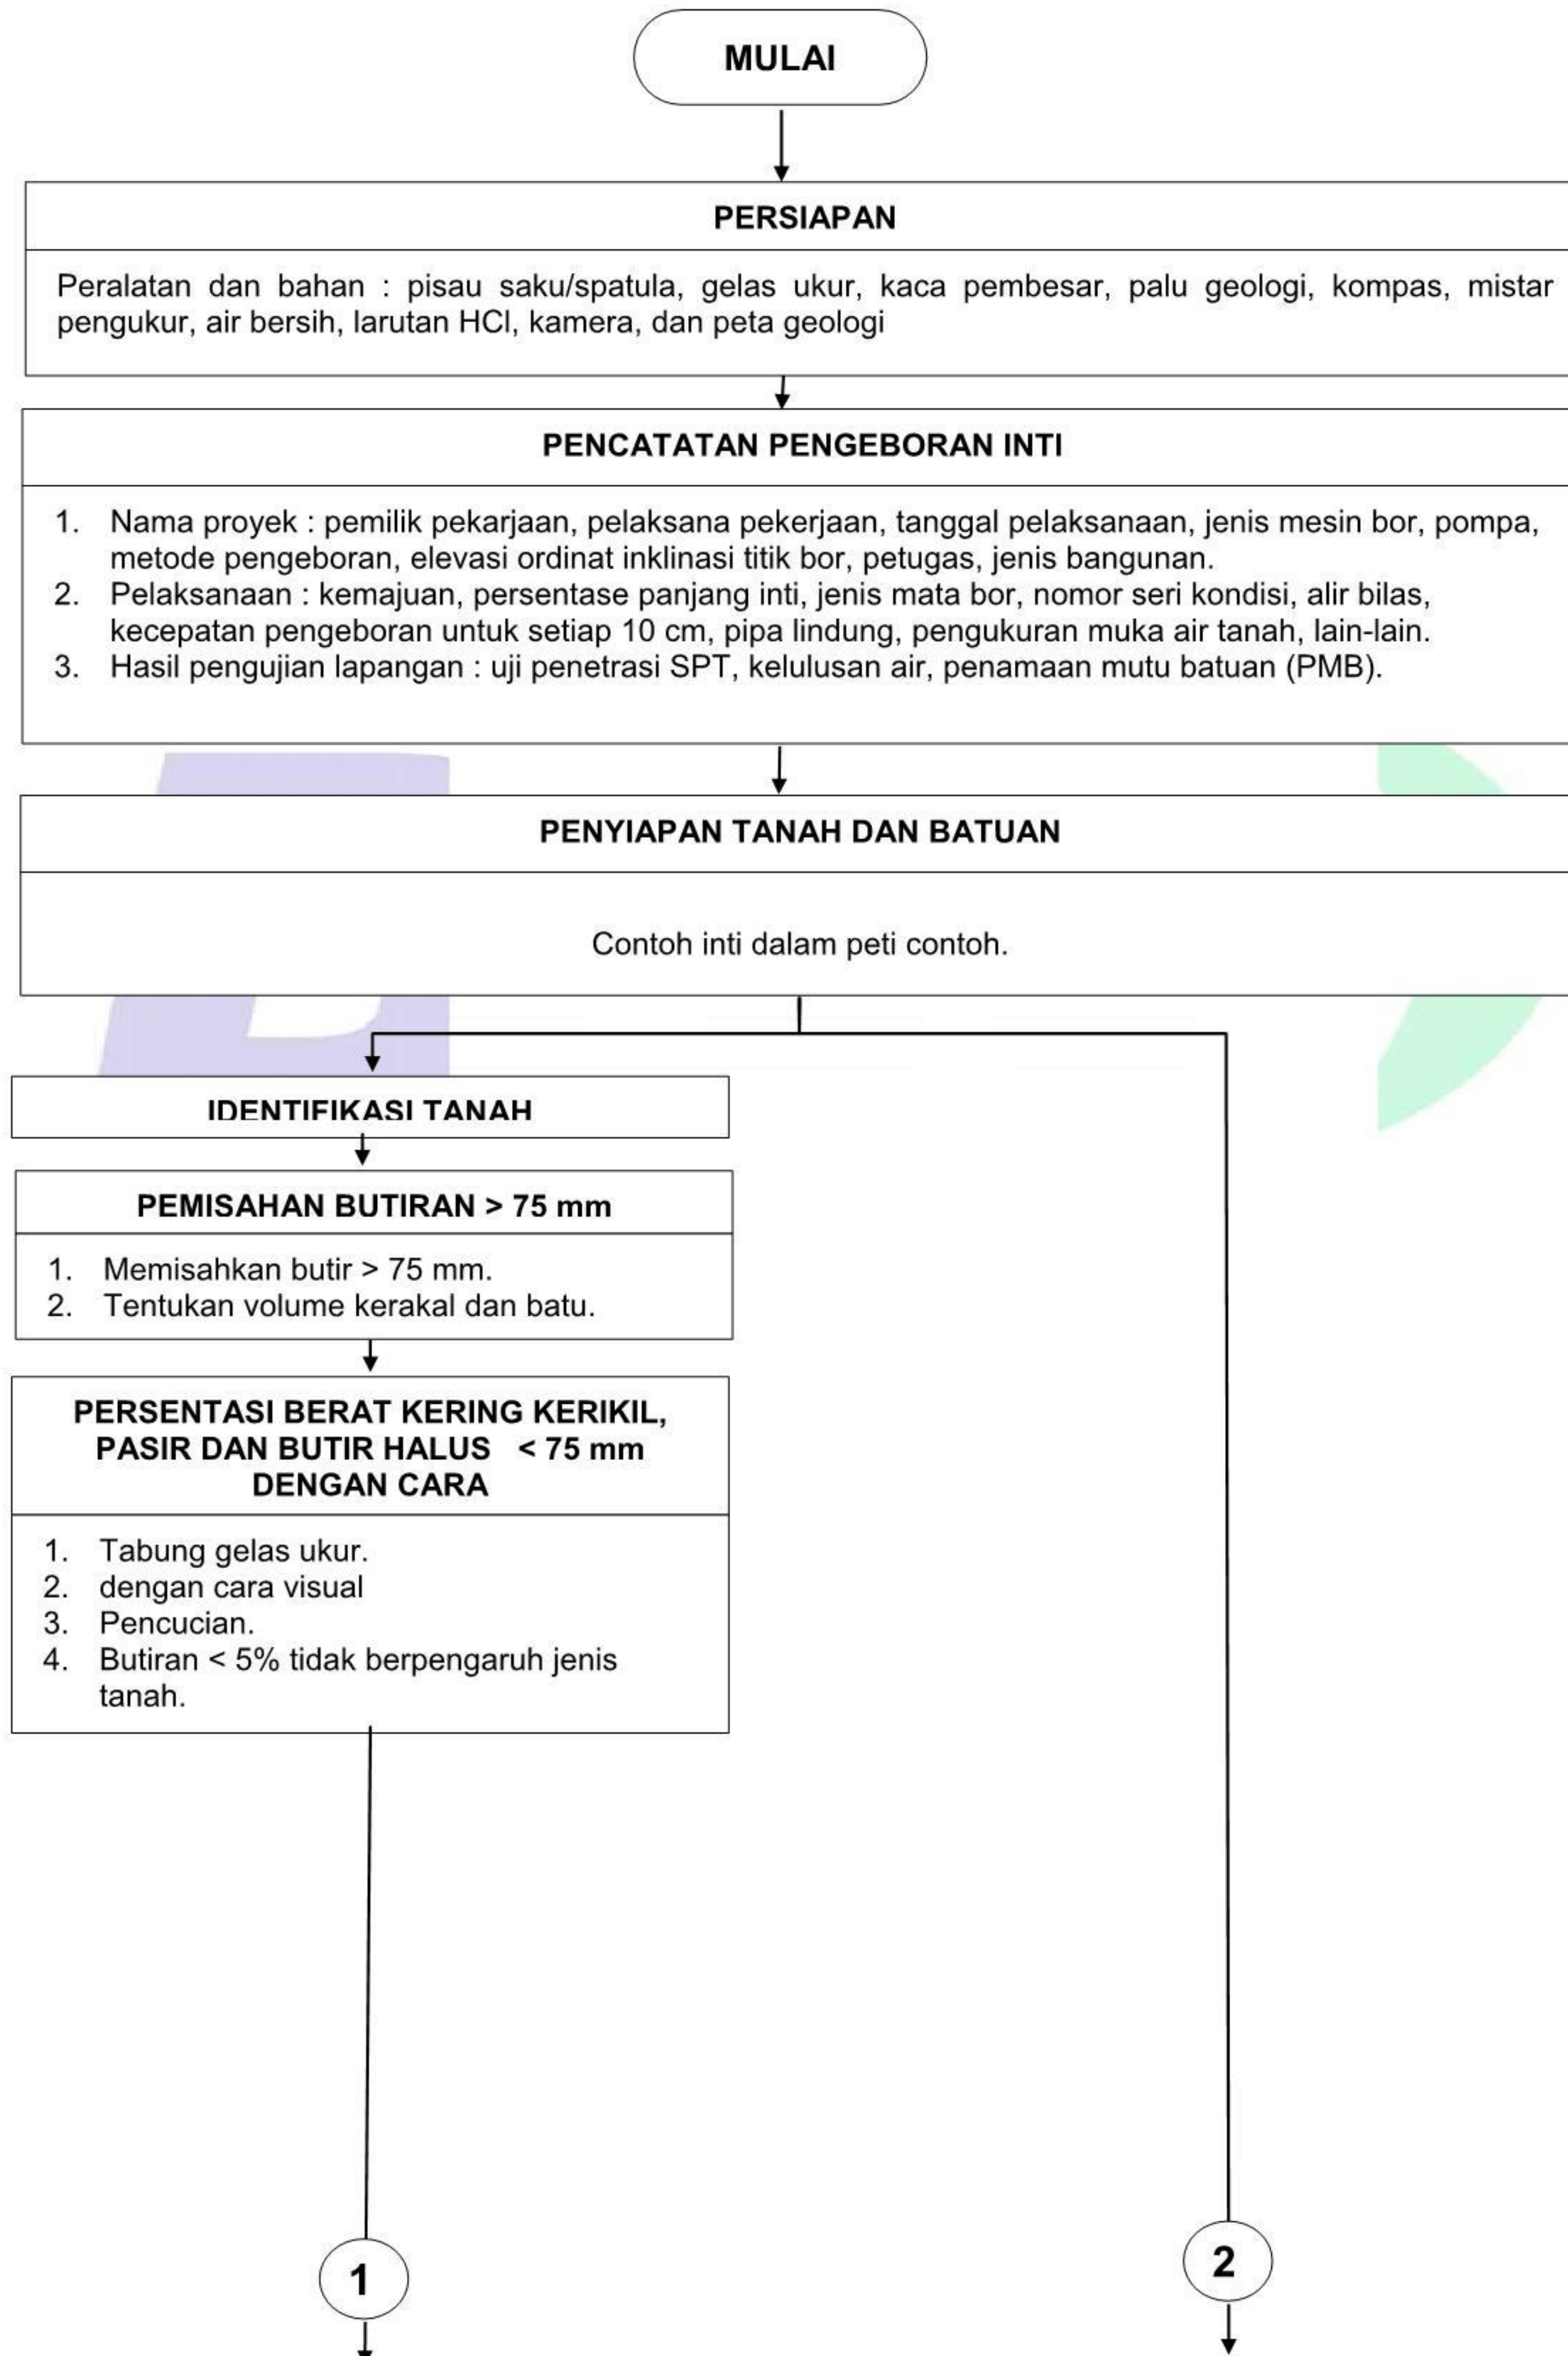 MULAI
PERSIAPAN
Peralatan dan bahan : pisau saku/spatula, gelas ukur, kaca pembesar, palu geologi, kompas, mistar
pengukur, air bersih, larutan HCl, kamera, dan peta geologi
PENCATATAN PENGEBORAN INTI
1. Nama proyek : pemilik pekarjaan, pelaksana pekerjaan, tanggal pelaksanaan, jenis mesin bor, pompa,
metode pengeboran, elevasi ordinat inklinasi titik bor, petugas, jenis bangunan.
2. Pelaksanaan : kemajuan, persentase panjang inti, jenis mata bor, nomor seri kondisi, alir bilas,
kecepatan pengeboran untuk setiap 10 cm, pipa lindung, pengukuran muka air tanah, lain-lain.
3. Hasil pengujian lapangan : uji penetrasi SPT, kelulusan air, penamaan mutu batuan (PMB).
PENYIAPAN TANAH DAN BATUAN
Contoh inti dalam peti contoh.
IDENTIFIKASI TANAH
PEMISAHAN BUTIRAN > 75 mm
1. Memisahkan butir > 75 mm.
2. Tentukan volume kerakal dan batu.
PERSENTASI BERAT KERING KERIKIL,
PASIR DAN BUTIR HALUS < 75 mm
DENGAN CARA
1. Tabung gelas ukur.
2. dengan cara visual
3. Pencucian.
4. Butiran < 5% tidak berpengaruh jenis
tanah.
1
2